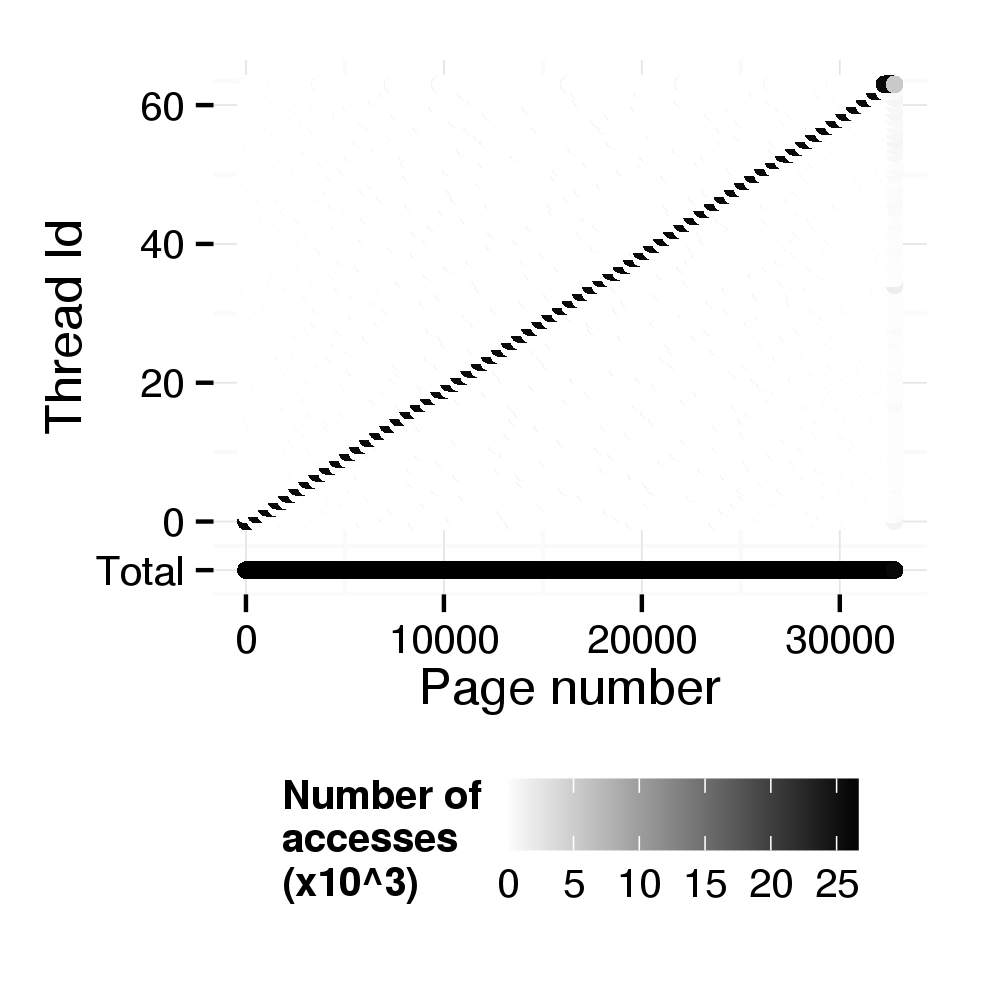 Thread Id
60
40
20
0
Total
0 10000 20000 30000
Page number
Number of
accesses
(x10^3)
0 5 10 15 20 25